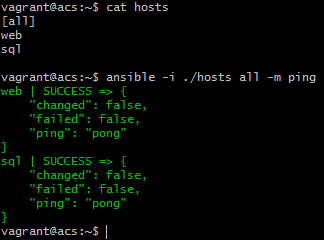 vagrant@acs:~$ cat hosts
[all]
web
sql

vagrant@acs:~$ ansible -i ./hosts all -m ping
web | SUCCESS => {
    "changed": false,
    "failed": false,
    "ping": "pong"
}
sql | SUCCESS => {
    "changed": false,
    "failed": false,
    "ping": "pong"
}
vagrant@acs:~$